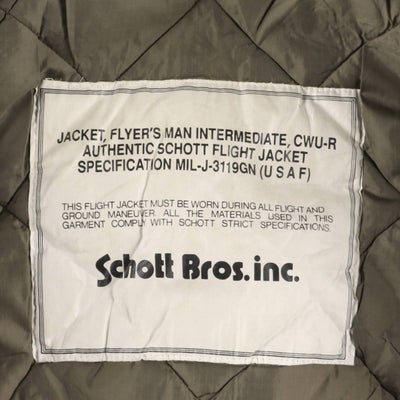 JACKET, FLYER'S MAN INTERMEDIATE, CWU-R
AUTHENTIC SCHOTT FLIGHT JACKET
SPECIFICATION MIL-J-3119GN (U S A F)
THIS FLIGHT JACKET MUST BE WORN DURING ALL FLIGHT AND
GROUND MANEUVER. ALL THE MATERIALS USED IN THIS
GARMENT COMPLY WITH SCHOTT STRICT SPECIFICATIONS.
Schott Bros. inc.